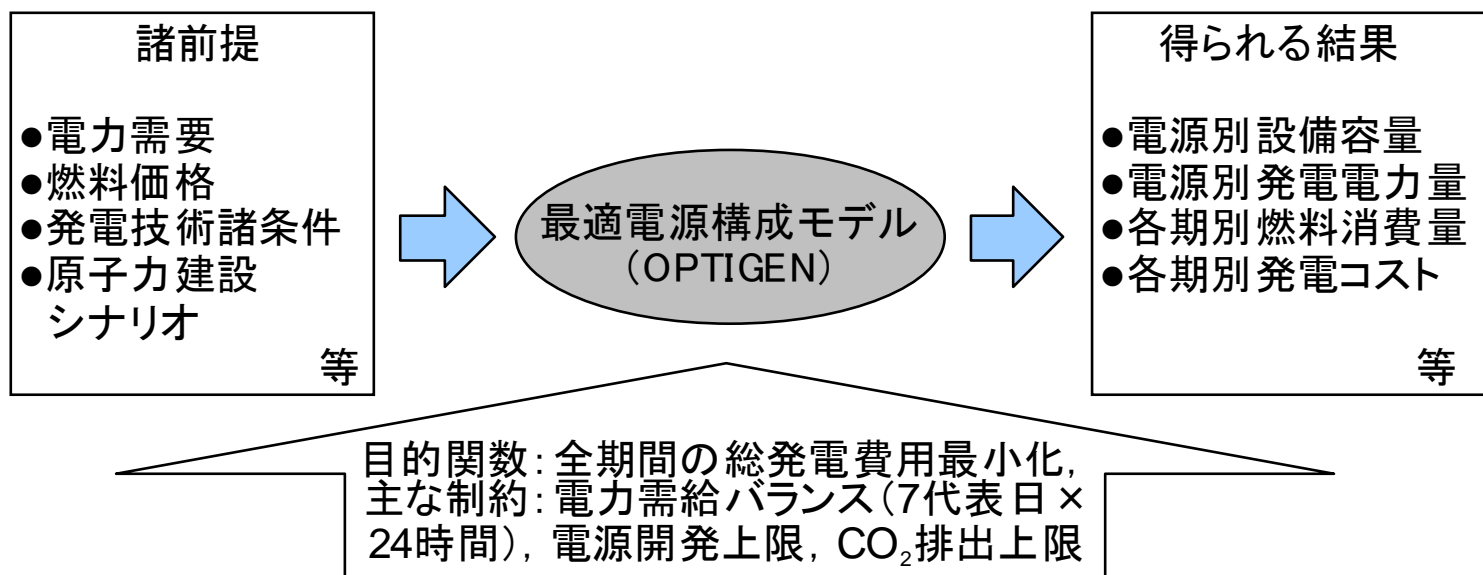 諸前提
●電力需要
●燃料価格
●発電技術諸条件
●原子力建設
シナリオ
等
最適電源構成モデル
（OPTIGEN）
得られる結果
●電源別設備容量
●電源別発電電力量
●各期別燃料消費量
●各期別発電コスト
等
目的関数：全期間の総発電費用最小化，
主な制約：電力需給バランス（7代表日×
24時間），電源開発上限，CO₂排出上限